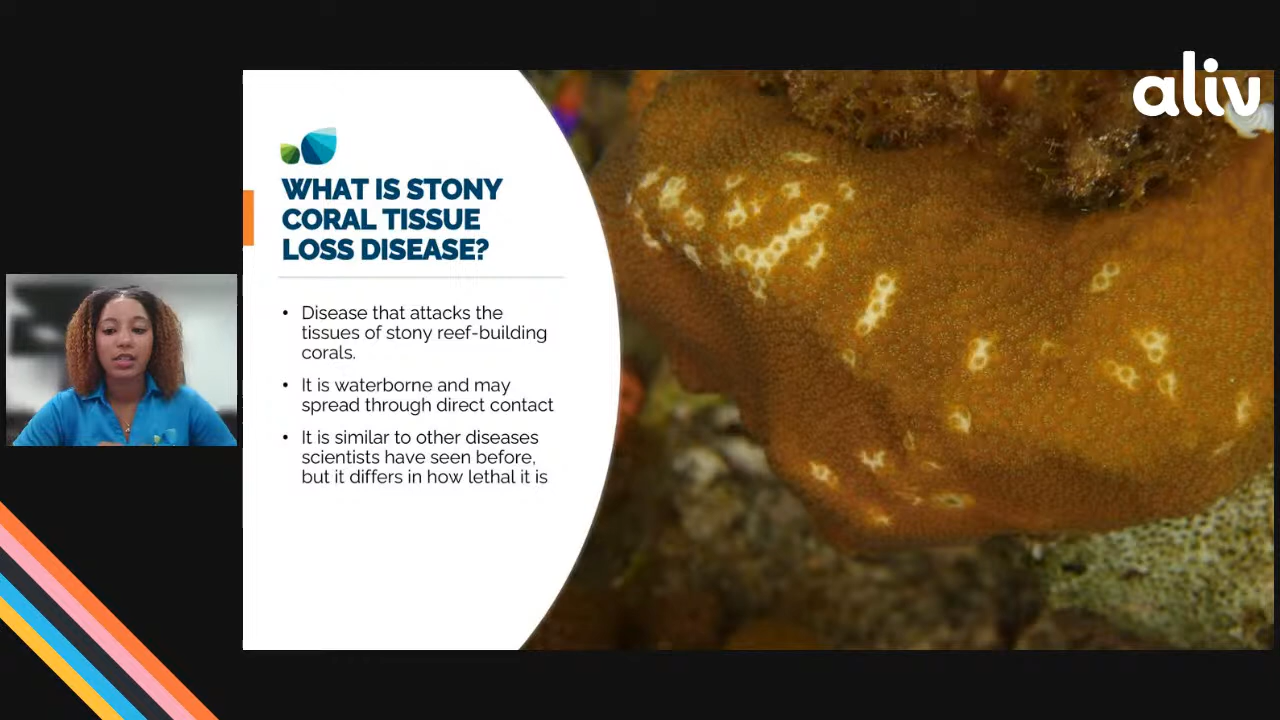 aliv
WHAT IS STONY
CORAL TISSUE
LOSS DISEASE?
• Disease that attacks the
tissues of stony reef-building
corals.
• It is waterborne and may
spread through direct contact
• It is similar to other diseases
scientists have seen before,
but it differs in how lethal it is